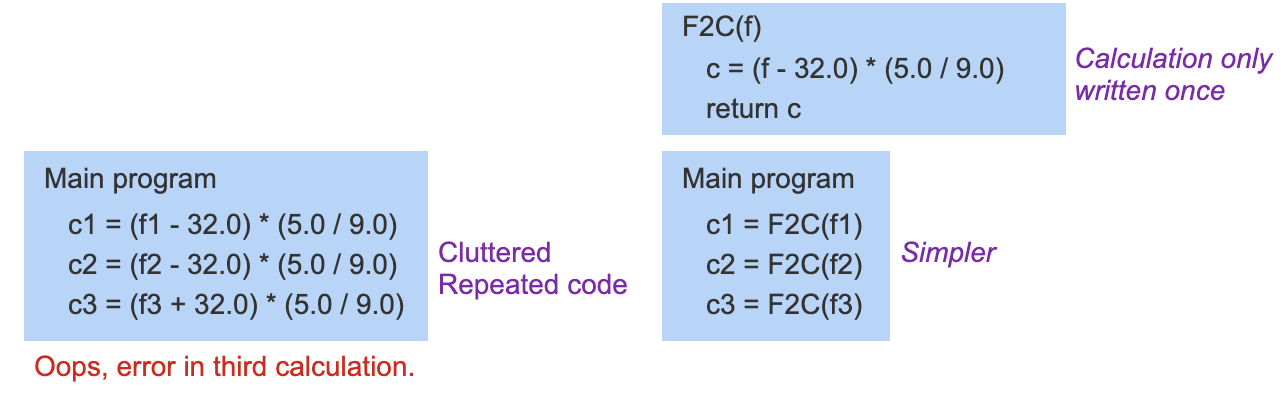 F2C(f)
c = (f - 32.0) * (5.0 / 9.0)
return c
Calculation only
written once
Main program
c1 = (f1 - 32.0) * (5.0 / 9.0)
c2 = (f2 - 32.0) * (5.0 / 9.0)
c3 = (f3 + 32.0) * (5.0 / 9.0)
Cluttered
Repeated code
Oops, error in third calculation.
Main program
c1 = F2C(f1)
c2 = F2C(f2)
c3 = F2C(f3)
Simpler